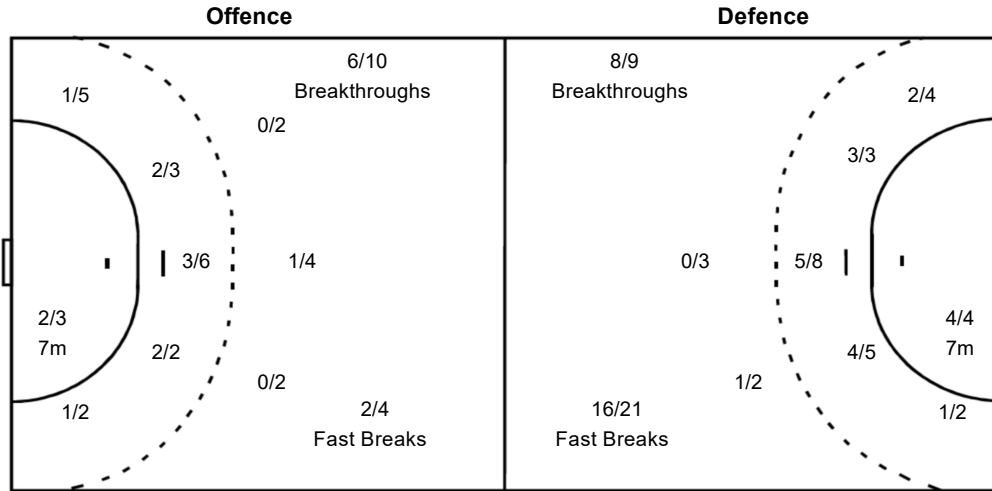 Offence
Defence
6/10
Breakthroughs
8/9
Breakthroughs
1/5
2/4
0/2
2/3
3/3
3/6
1/4
0/3
5/8
2/3
7m
4/4
7m
2/2
4/5
0/2
1/2
1/2
1/2
2/4
Fast Breaks
16/21
Fast Breaks